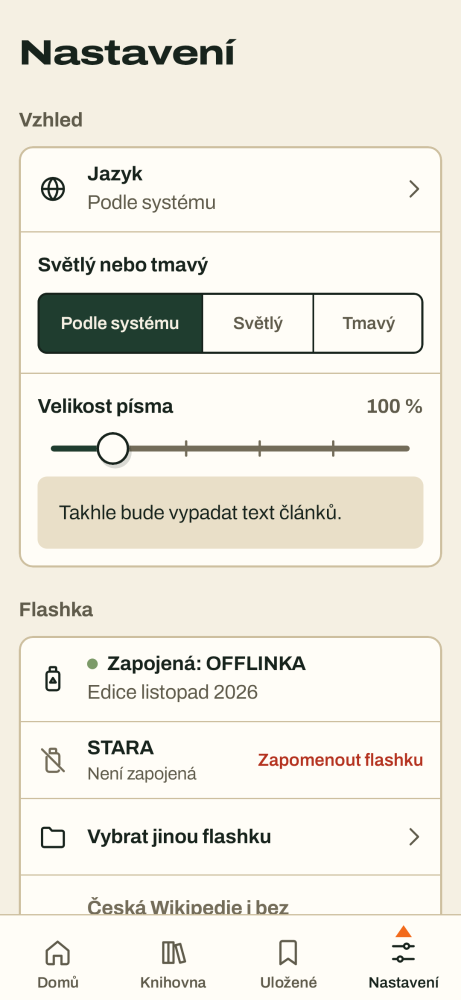 Nastavení
Vzhled
Jazyk
Podle systému
Světlý nebo tmavý
Podle systému
Světlý
Tmavý
Velikost písma
100 %
Takhle bude vypadat text článků.
Flashka
Zapojená: OFFLINKA
Edice listopad 2026
STARA
Není zapojená
Zapomenout flashku
Vybrat jinou flashku
Česká Wikipedie i bez
Domů
Knihovna
Uložené
Nastavení